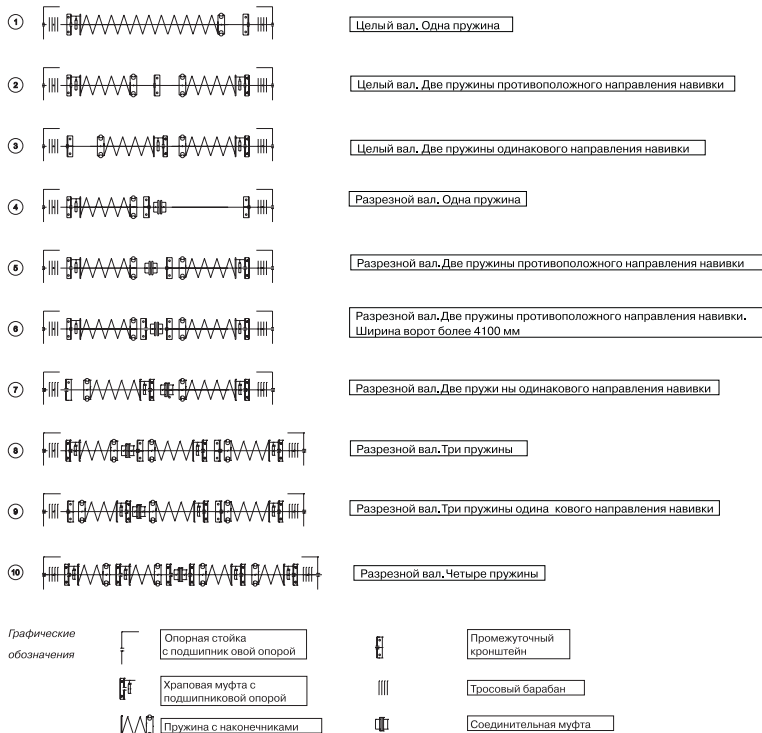 1
Целый вал. Одна пружина
2
Целый вал. Две пружины противоположного направления навивки
3
Целый вал. Две пружины одинакового направления навивки
4
Разрезной вал. Одна пружина
5
Разрезной вал. Две пружины противоположного направления навивки
6
Разрезной вал. Две пружины противоположного направления навивки.
Ширина ворот более 4100 мм
7
Разрезной вал. Две пружи ны одинакового направления навивки
8
Разрезной вал. Три пружины
9
Разрезной вал. Три пружины одина кового направления навивки
10
Разрезной вал. Четыре пружины
Графические
обозначения
Опорная стойка
с подшипник овой опорой
Храповая муфта с
подшипниковой опорой
Пружина с наконечниками
Промежуточный
кронштейн
Тросовый барабан
Соединительная муфта